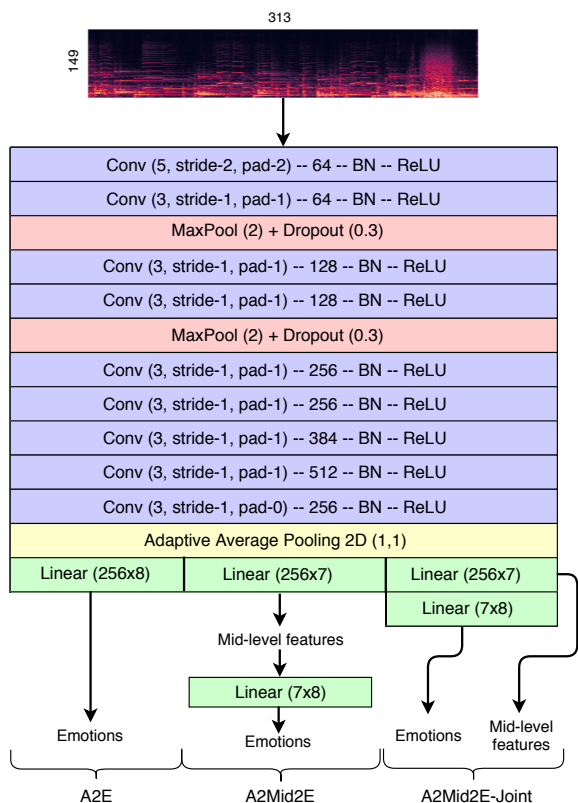 313
149
Conv (5, stride-2, pad-2) -- 64 -- BN -- ReLU
Conv (3, stride-1, pad-1) -- 64 -- BN -- ReLU
MaxPool (2) + Dropout (0.3)
Conv (3, stride-1, pad-1) -- 128 -- BN -- ReLU
Conv (3, stride-1, pad-1) -- 128 -- BN -- ReLU
MaxPool (2) + Dropout (0.3)
Conv (3, stride-1, pad-1) -- 256 -- BN -- ReLU
Conv (3, stride-1, pad-1) -- 256 -- BN -- ReLU
Conv (3, stride-1, pad-1) -- 384 -- BN -- ReLU
Conv (3, stride-1, pad-1) -- 512 -- BN -- ReLU
Conv (3, stride-1, pad-0) -- 256 -- BN -- ReLU
Adaptive Average Pooling 2D (1,1)
Linear (256x8)
Linear (256x7)
Linear (256x7)
Linear (7x8)
Mid-level features
Linear (7x8)
Emotions
Emotions
Emotions
Mid-level
features
A2E
A2Mid2E
A2Mid2E-Joint